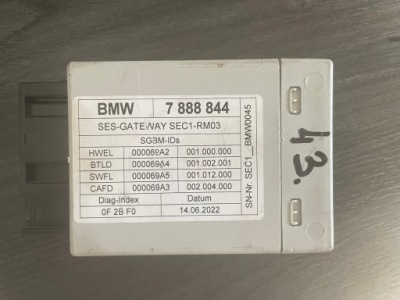 BMW 7 888 844
SES-GATEWAY SEC1-RM03
SG3M-IDs
HWEL 000069A2 001.000.000
BTLD 000069A4 001.002.001
SWFL 000069A5 001.012.000
CAFD 000069A3 002.004.000
Diag-Index Datum
0F 2B F0 14.06.2022
SN-Nr. SEC1__BMW0045
43.